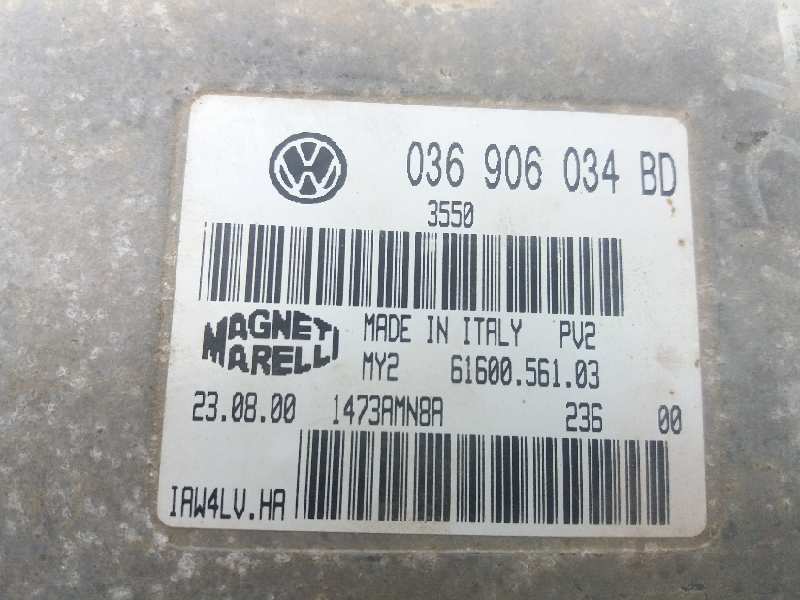 VW
036 906 034 BD
3550
MAGNETI MARELLI
MADE IN ITALY PV2
MY2 61600.561.03
23.08.00 1473AMN8A 236 00
IAW4LV.HA